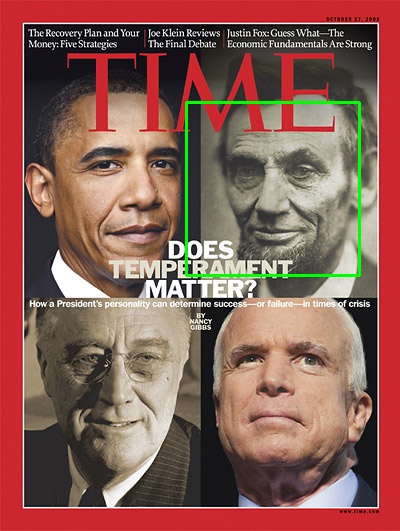 OCTOBER 27, 2008
The Recovery Plan and Your
Money: Five Strategies
Joe Klein Reviews
The Final Debate
Justin Fox: Guess What—The
Economic Fundamentals Are Strong
TIME
DOES
TEMPERAMENT
MATTER?
How a President's personality can determine success—or failure—in times of crisis
BY
NANCY
GIBBS
www.time.com